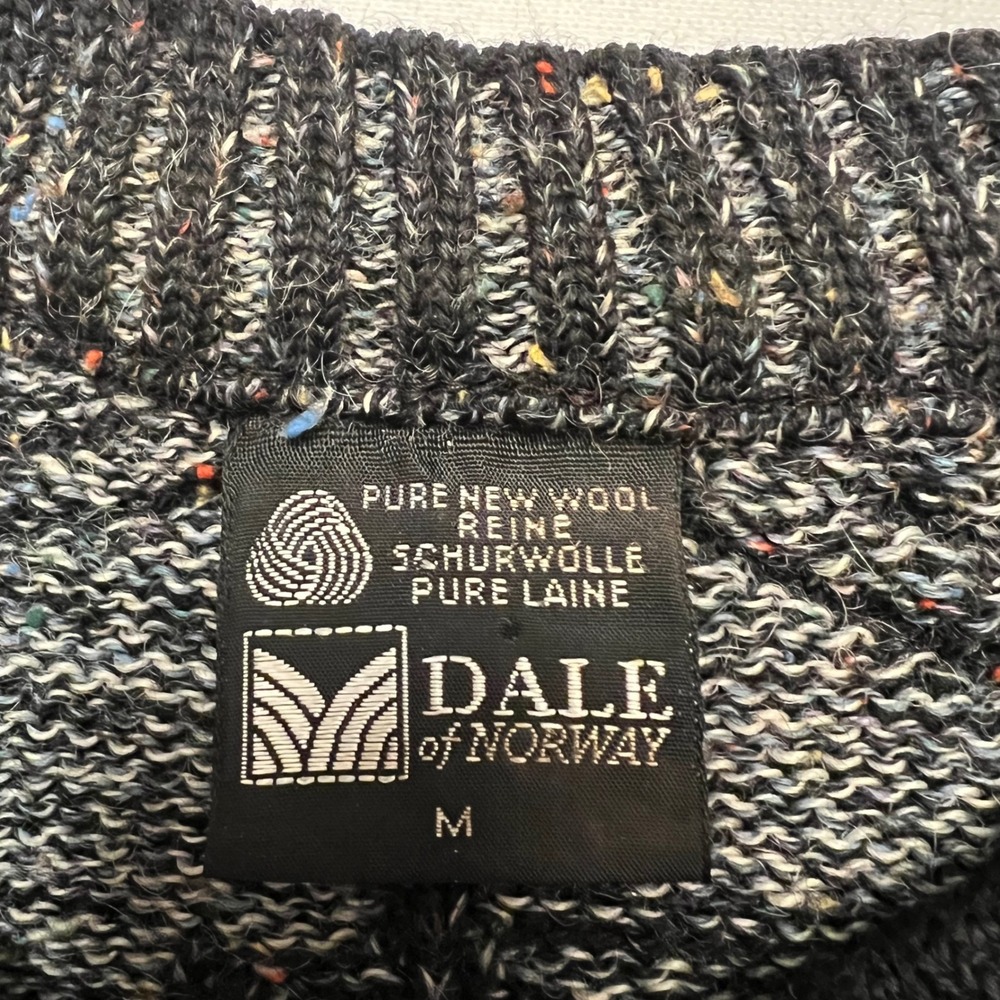 PURE NEW WOOL
REINE
SCHURWOLLE
PURE LAINE
DALE
of NORWAY
M